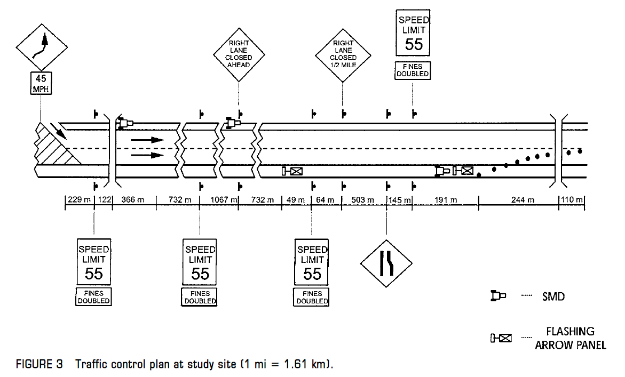 SPEED
LIMIT
55
FINES
DOUBLED
RIGHT
LANE
CLOSED
AHEAD
RIGHT
LANE
CLOSED
1/2 MILE
45
MPH
229 m 122 366 m 732 m 1067 m 732 m 49 m 64 m 503 m 145 m 191 m 244 m 110 m
SPEED
LIMIT
55
FINES
DOUBLED
SPEED
LIMIT
55
FINES
DOUBLED
SPEED
LIMIT
55
FINES
DOUBLED
SMD
FLASHING
ARROW PANEL
FIGURE 3 Traffic control plan at study site (1 mi = 1.61 km).